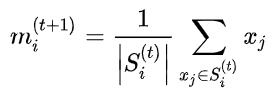 $m_i^{(t+1)} = \frac{1}{\left|S_i^{(t)}\right|} \sum_{x_j \in S_i^{(t)}} x_j$